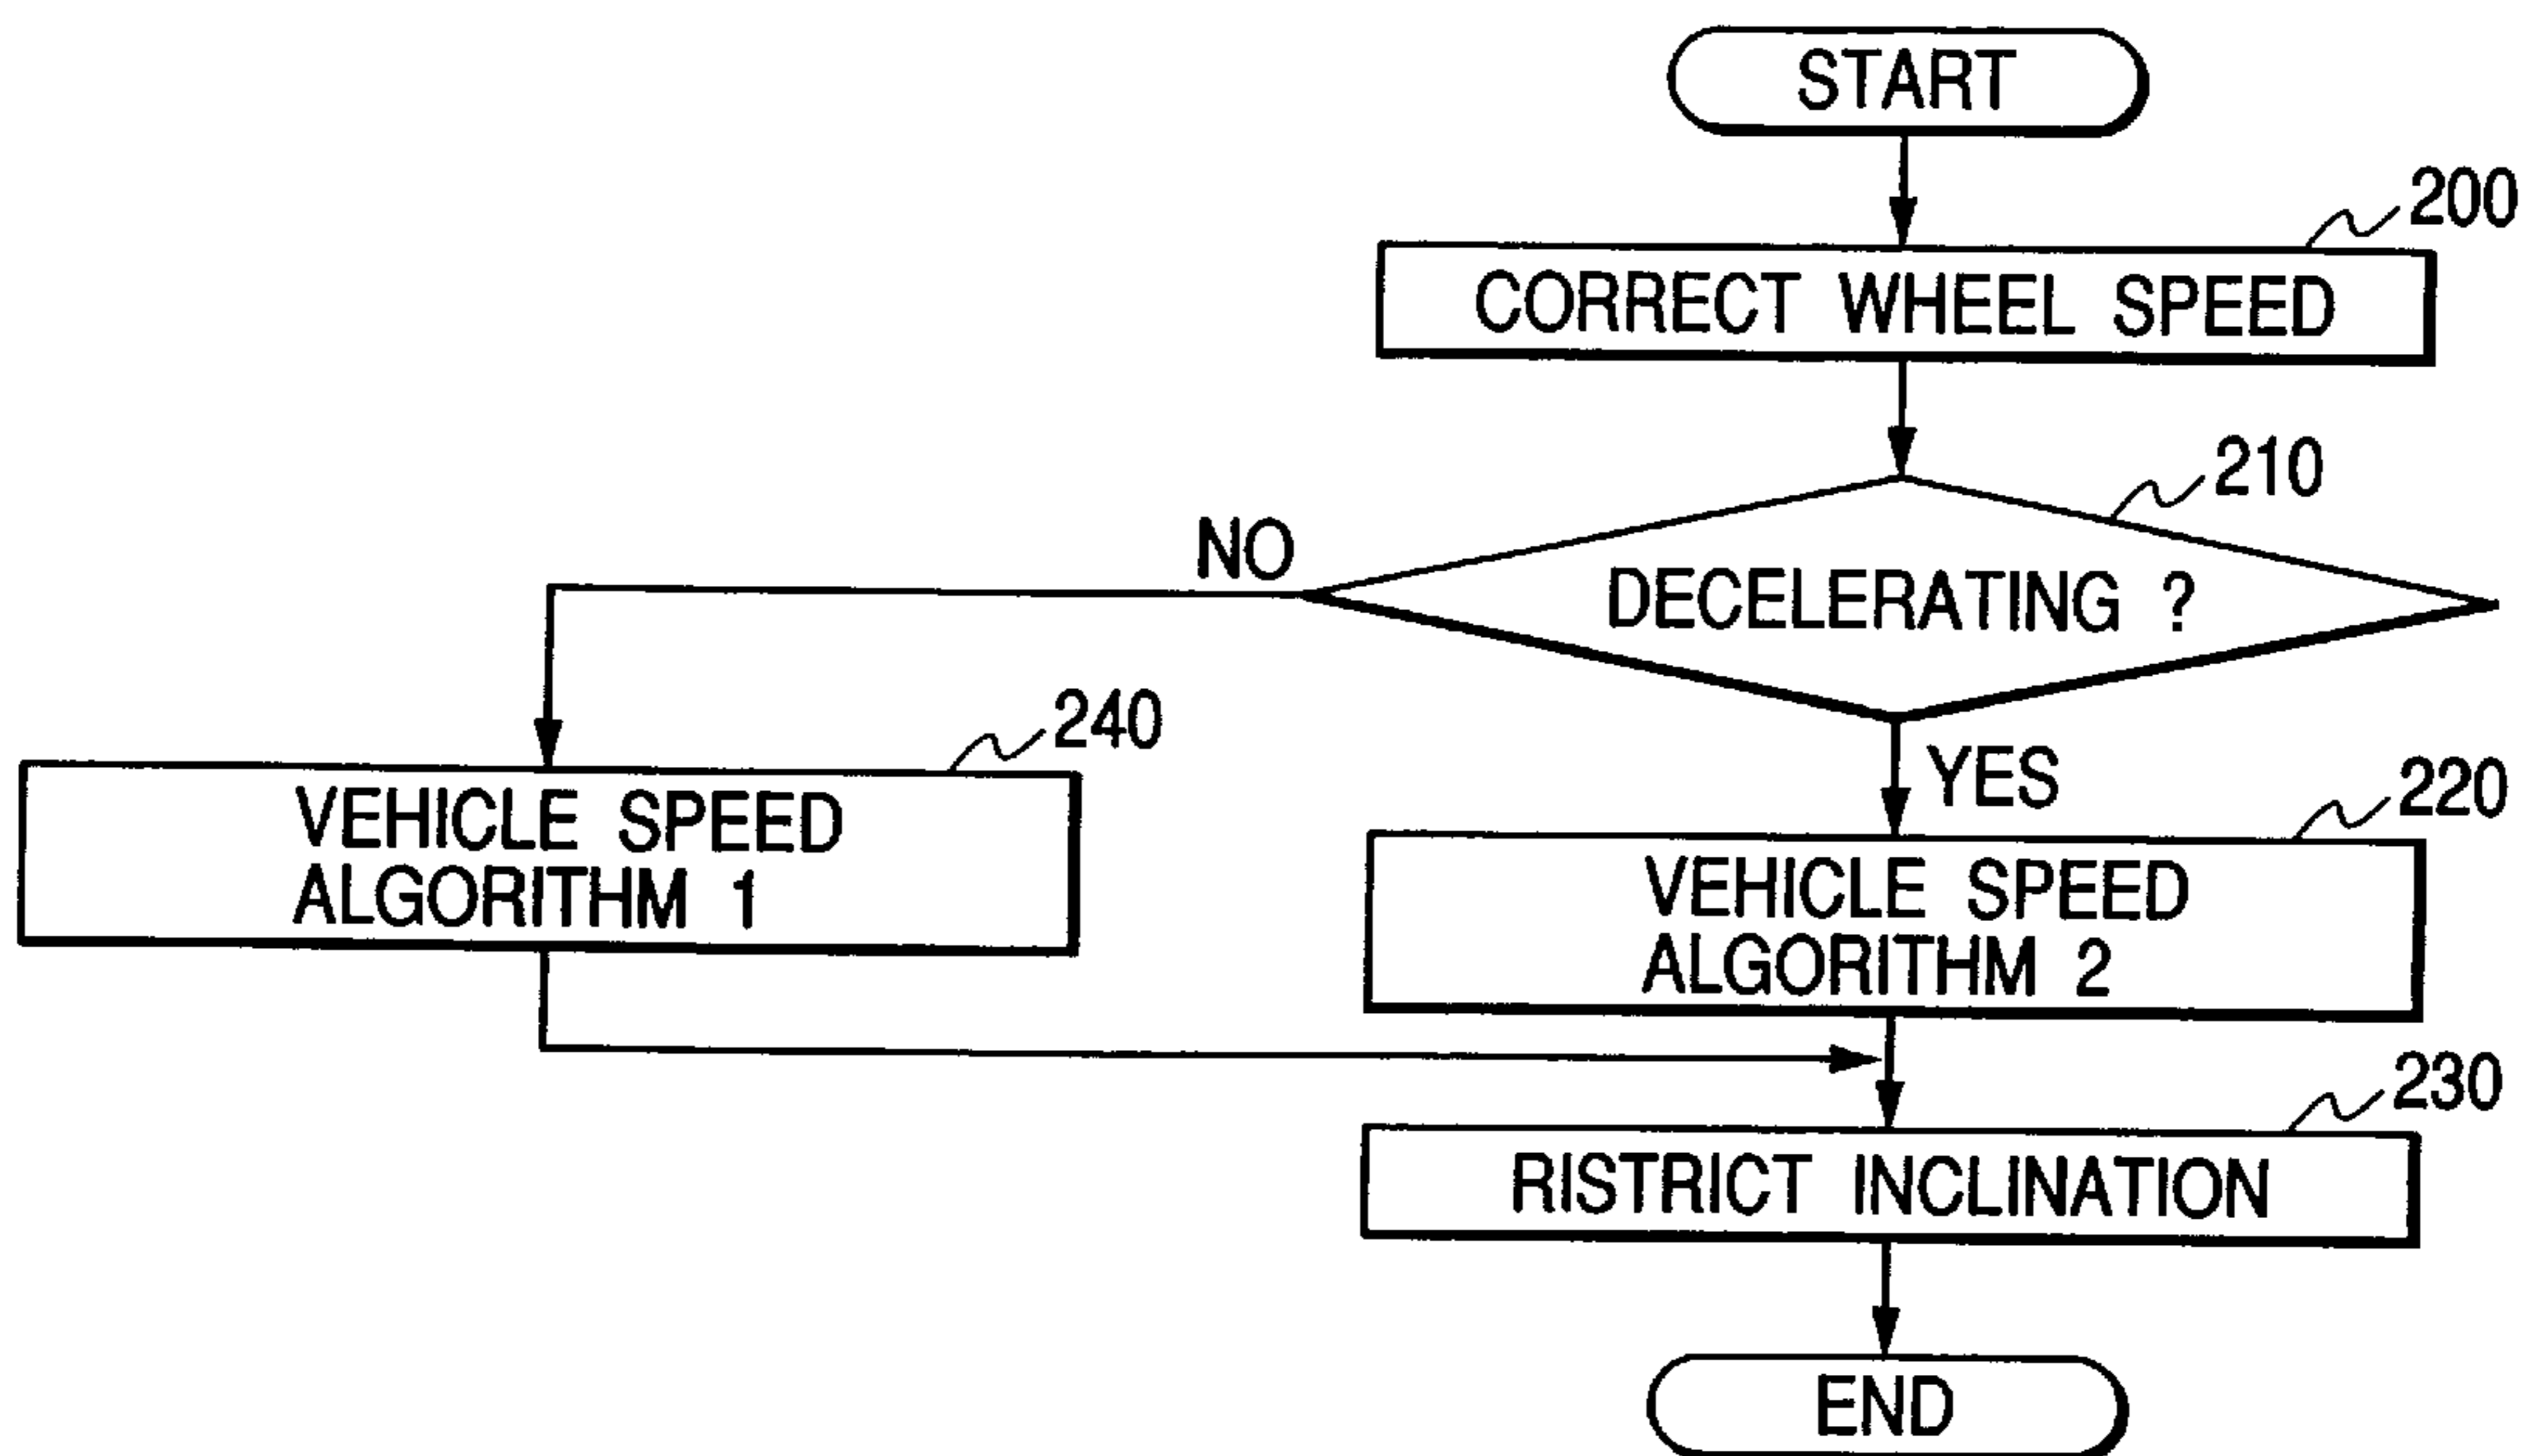 START
200
CORRECT WHEEL SPEED
210
NO
DECELERATING ?
240
YES
VEHICLE SPEED
ALGORITHM 1
220
VEHICLE SPEED
ALGORITHM 2
230
RISTRICT INCLINATION
END